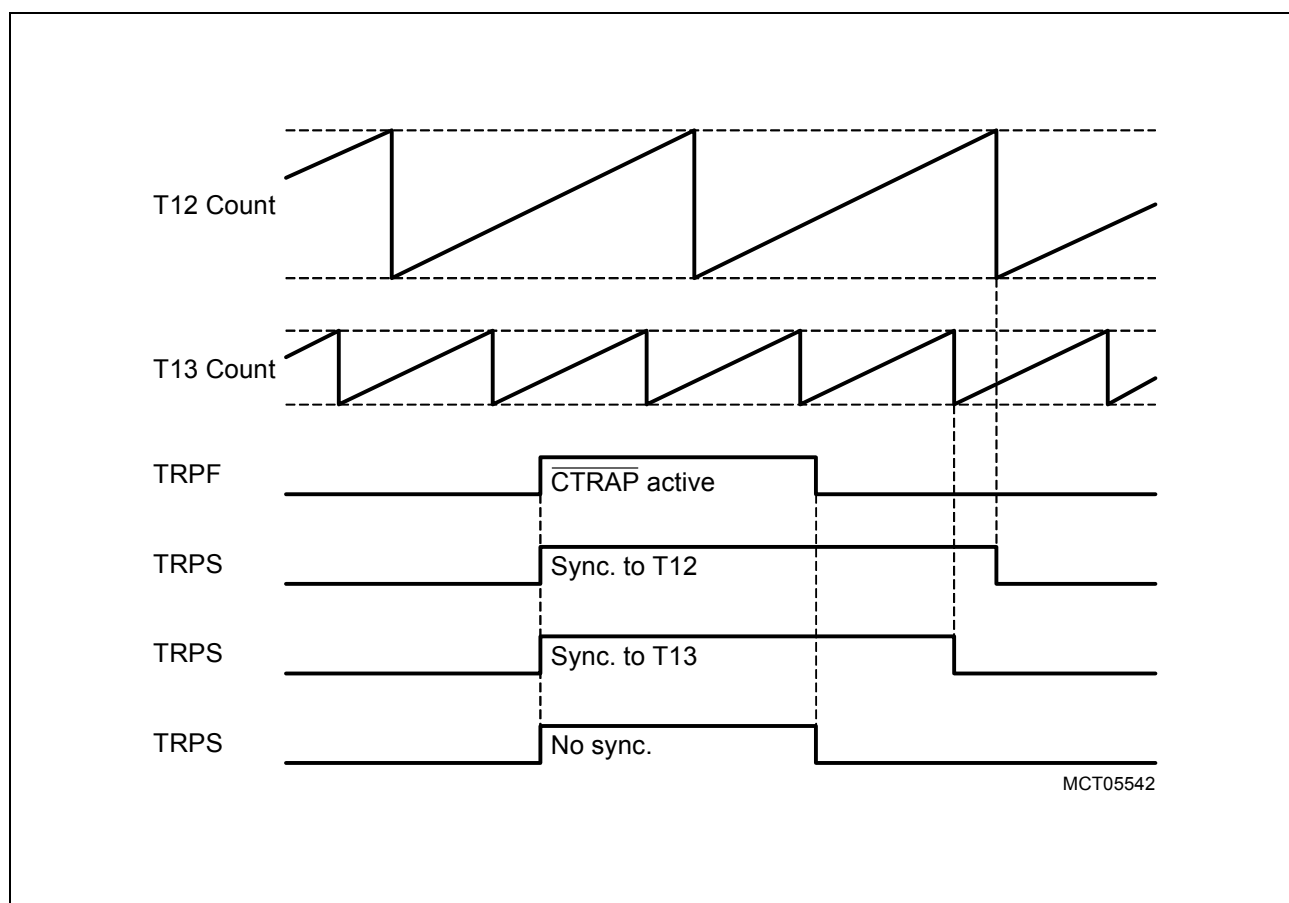 T12 Count
T13 Count
TRPF
CTRAP active
TRPS
Sync. to T12
TRPS
Sync. to T13
TRPS
No sync.
MCT05542